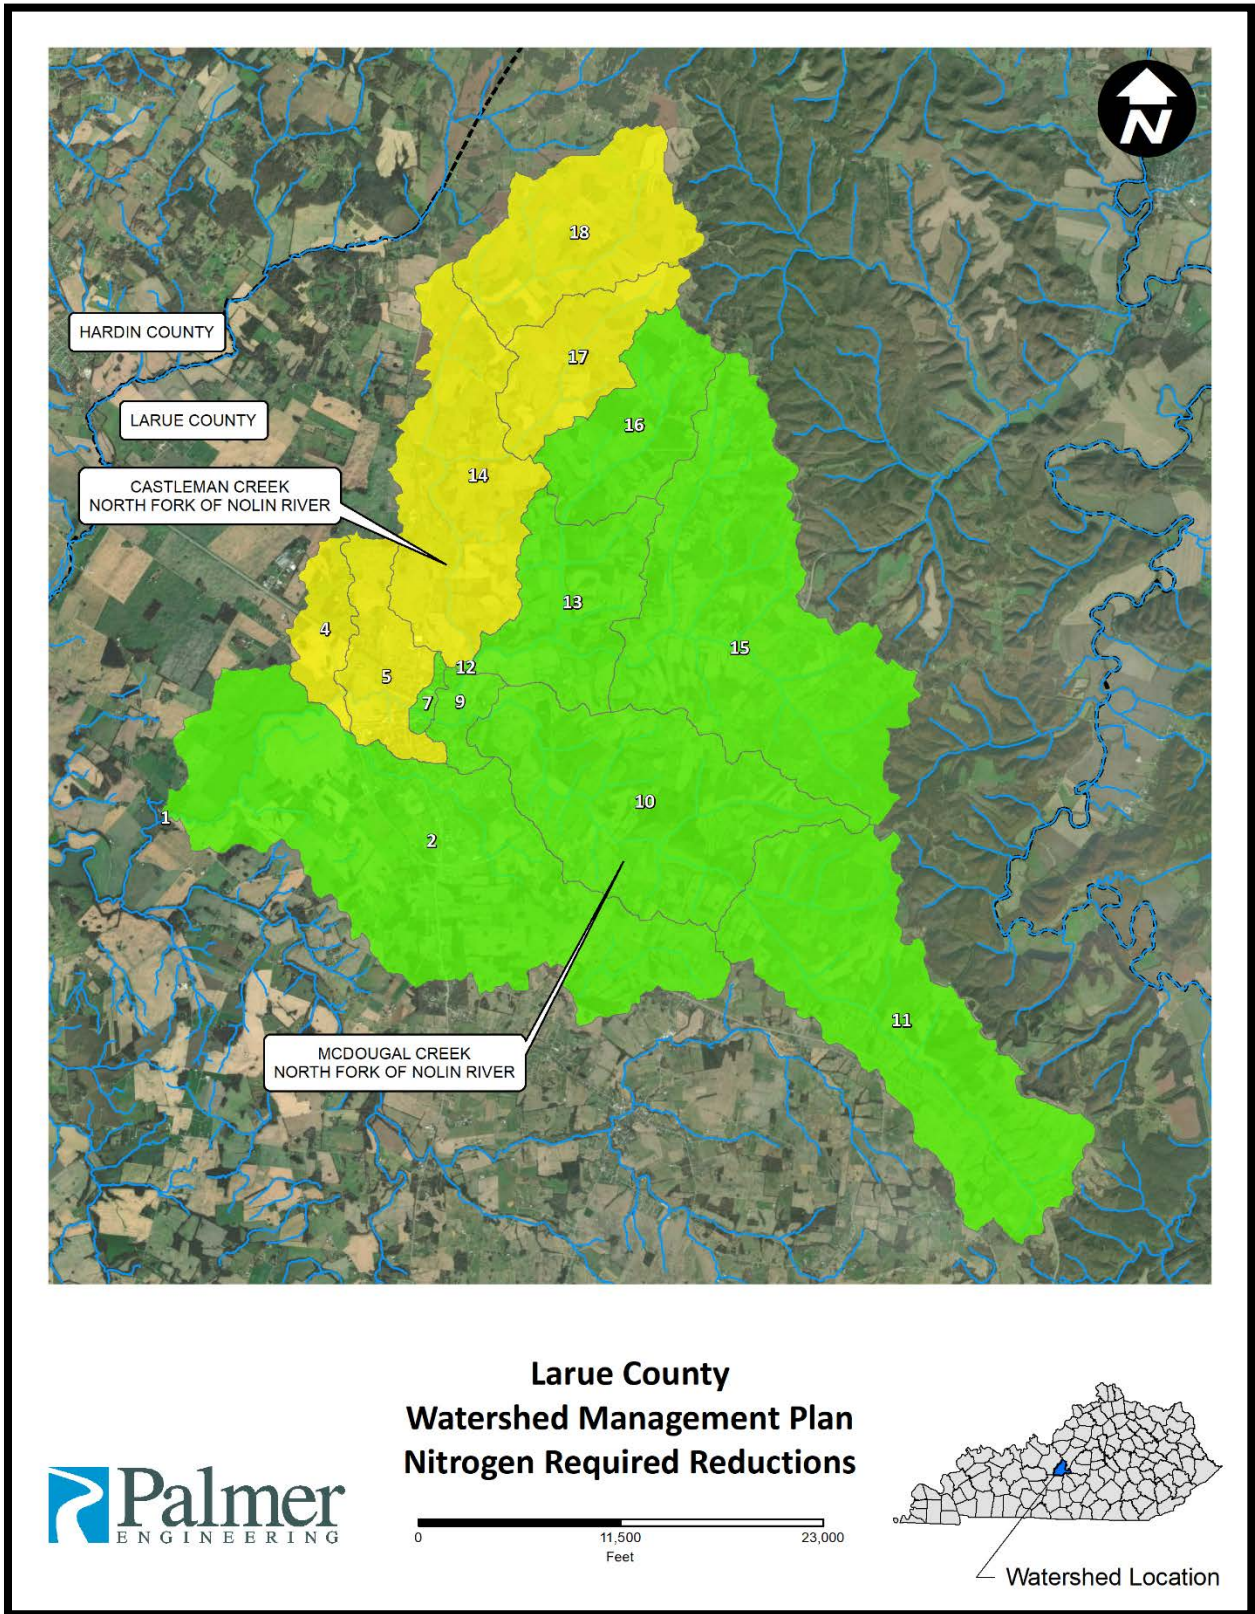 N
18
HARDIN COUNTY
17
LARUE COUNTY
16
14
CASTLEMAN CREEK
NORTH FORK OF NOLIN RIVER
13
4
15
12
5
7
9
10
1
2
11
MCDOUGAL CREEK
NORTH FORK OF NOLIN RIVER
Larue County
Watershed Management Plan
Nitrogen Required Reductions
Palmer
ENGINEERING
0
11,500
23,000
Feet
Watershed Location